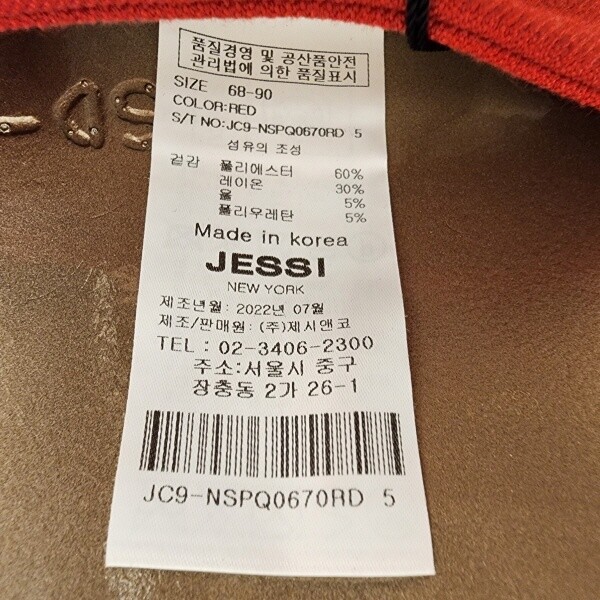 품질경영 및 공산품안전
관리법에 의한 품질표시
SIZE 68-90
COLOR:RED
S/T NO:JC9-NSPQ0670RD 5
섬유의 조성
겉감 폴리에스터 60%
레이온 30%
울 5%
폴리우레탄 5%
Made in korea
JESSI
NEW YORK
제조년월: 2022년 07월
제조/판매원: (주)제시앤코
TEL : 02-3406-2300
주소:서울시 중구
장충동 2가 26-1
JC9-NSPQ0670RD 5